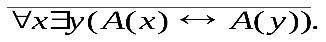 ∀x∃y(A(x) ↔ A(y)).